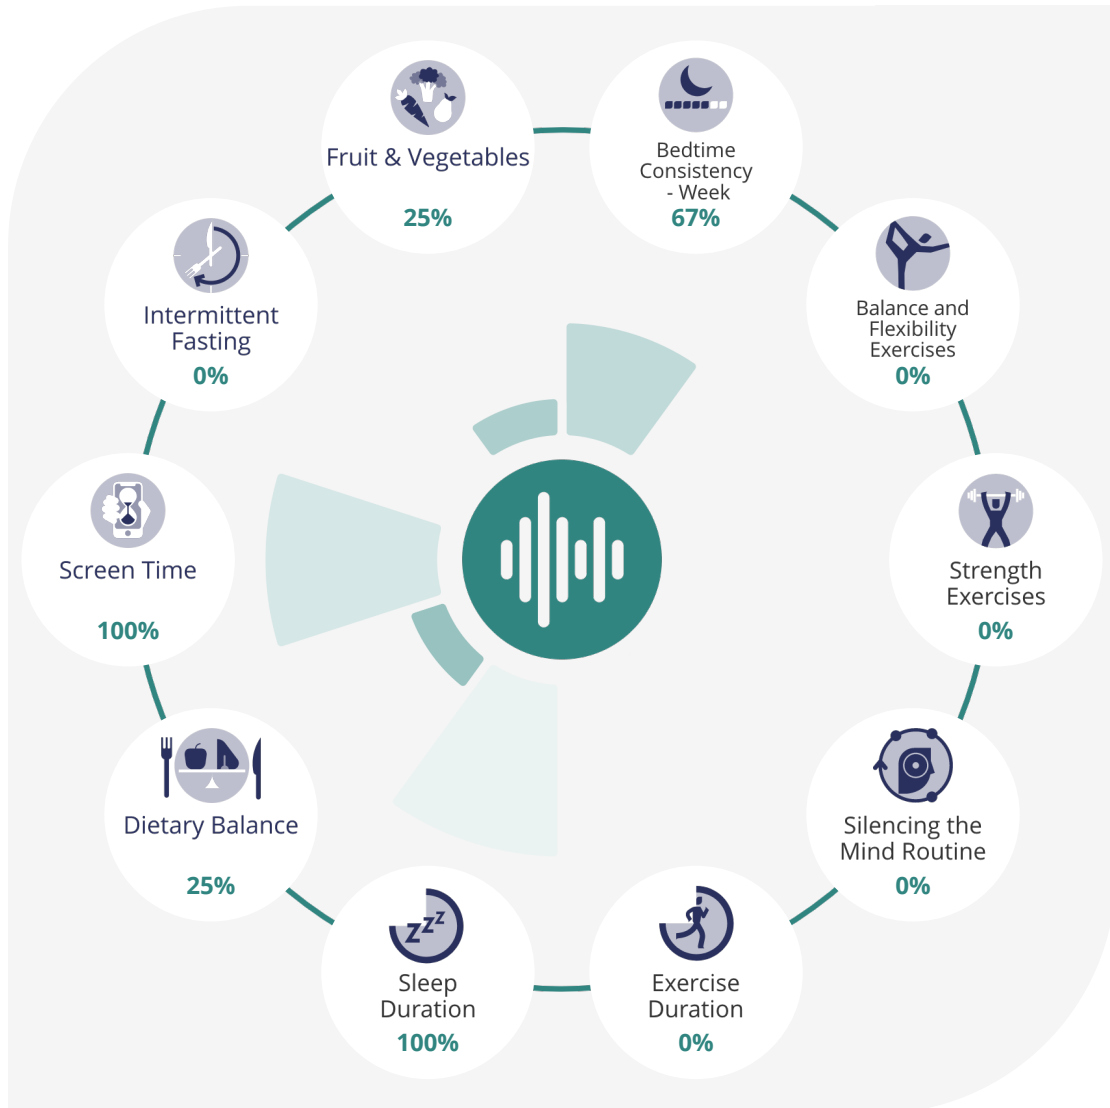 Fruit & Vegetables
25%
Bedtime
Consistency
- Week
67%
Balance and
Flexibility
Exercises
0%
Strength
Exercises
0%
Silencing the
Mind Routine
0%
Exercise
Duration
0%
Sleep
Duration
100%
Dietary Balance
25%
Screen Time
100%
Intermittent
Fasting
0%
zzz